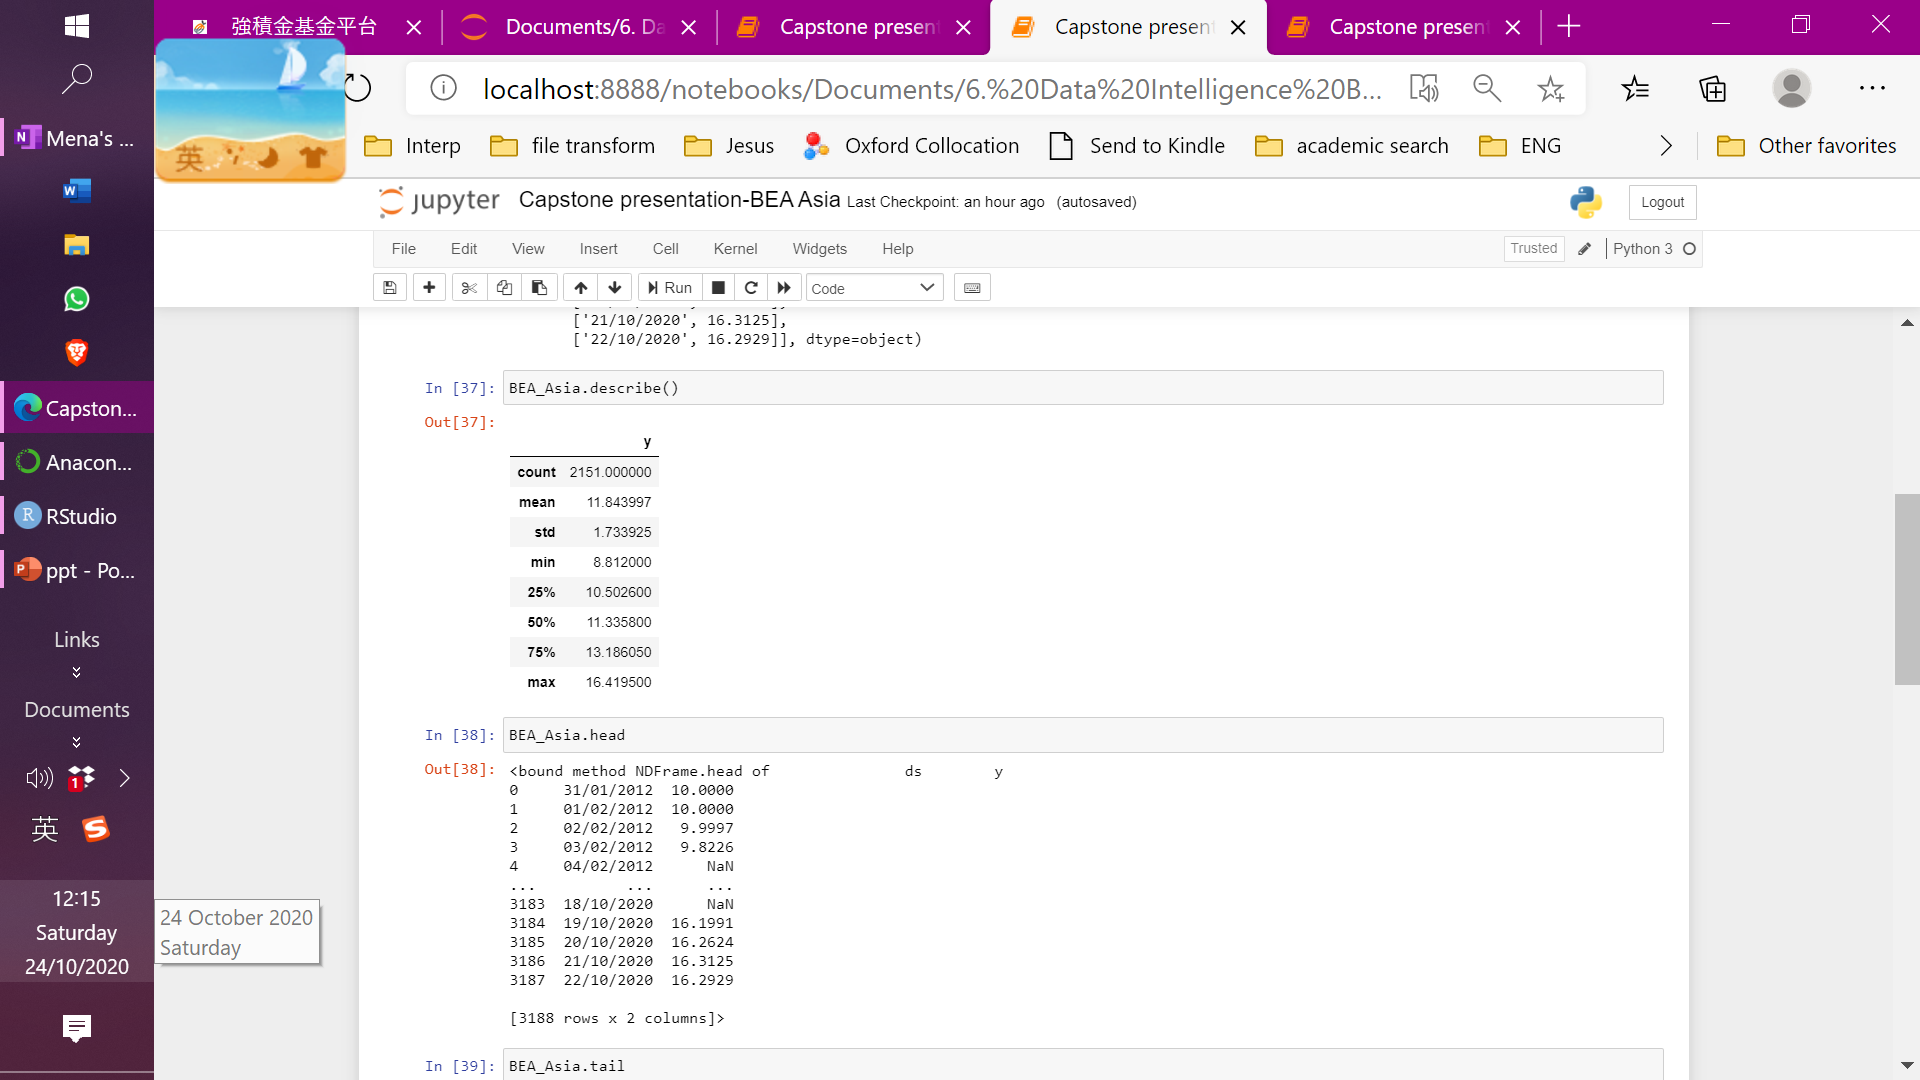 強積金基金平台
Documents/6. Da
Capstone present
Capstone present
Capstone present
localhost:8888/notebooks/Documents/6.%20Data%20Intelligence%20B...
Interp
file transform
Jesus
Oxford Collocation
Send to Kindle
academic search
ENG
Other favorites
英
Mena's ...
Capston...
Anacon...
RStudio
ppt - Po...
Links
Documents
1
英
12:15
Saturday
24/10/2020
24 October 2020
Saturday
jupyter Capstone presentation-BEA Asia Last Checkpoint: an hour ago (autosaved)
Logout
File Edit View Insert Cell Kernel Widgets Help
Trusted Python 3
Run Code
['21/10/2020', 16.3125],
['22/10/2020', 16.2929]], dtype=object)
In [37]: BEA_Asia.describe()
Out[37]:
y
count 2151.000000
mean 11.843997
std 1.733925
min 8.812000
25% 10.502600
50% 11.335800
75% 13.186050
max 16.419500
In [38]: BEA_Asia.head
Out[38]: <bound method NDFrame.head of ds y
0 31/01/2012 10.0000
1 01/02/2012 10.0000
2 02/02/2012 9.9997
3 03/02/2012 9.8226
4 04/02/2012 NaN
... ... ...
3183 18/10/2020 NaN
3184 19/10/2020 16.1991
3185 20/10/2020 16.2624
3186 21/10/2020 16.3125
3187 22/10/2020 16.2929
[3188 rows x 2 columns]>
In [39]: BEA_Asia.tail